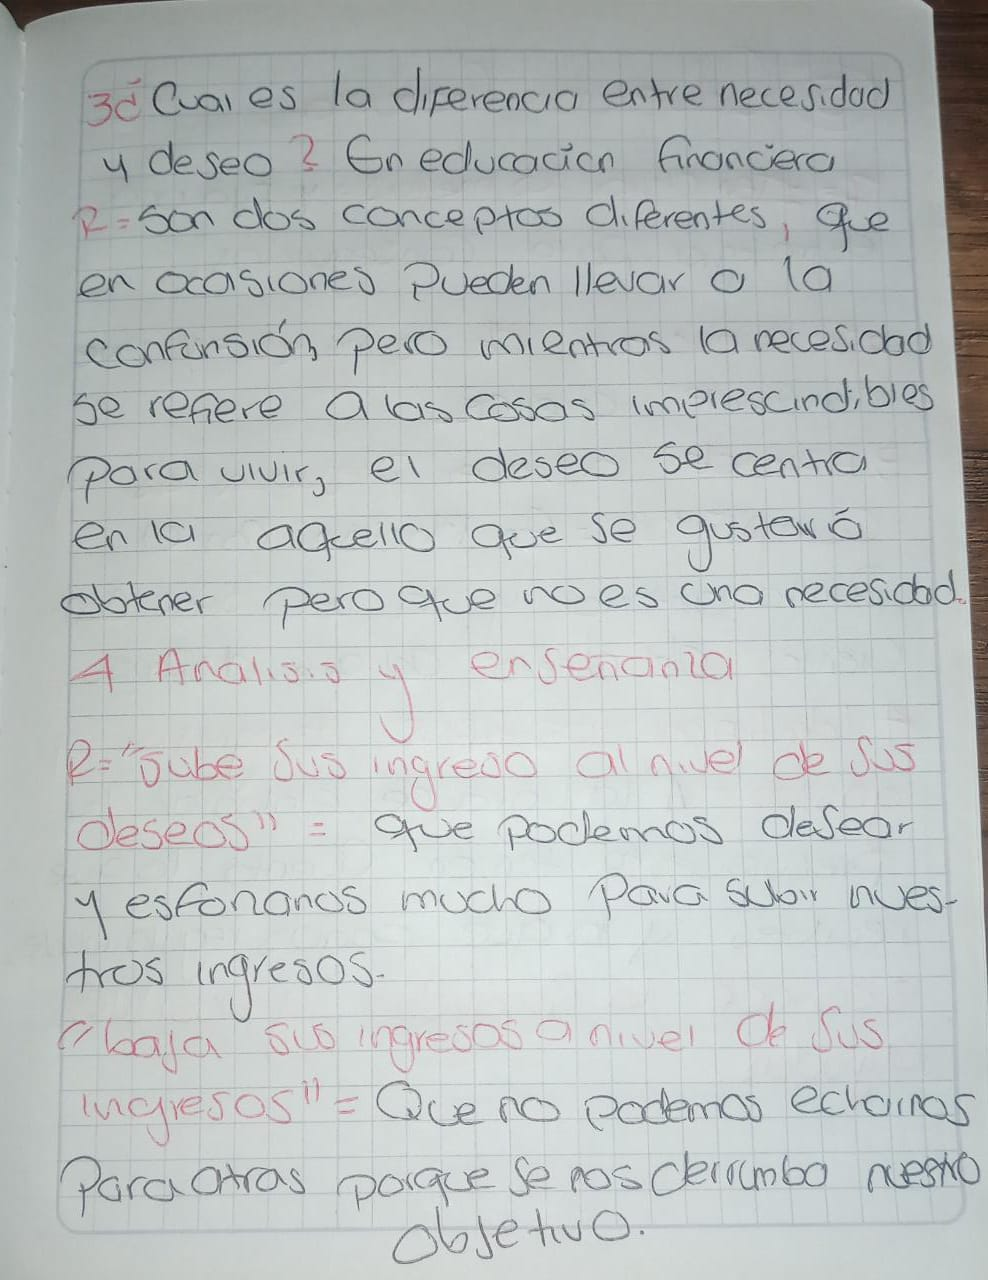 3¿Cual es la diferencia entre necesidad
y deseo? En educación financiera
R= son dos conceptos diferentes, que
en ocasiones pueden llevar a la
confunsión, pero mientras la necesidad
se refiere a las cosas imprescindibles
para vivir, el deseo se centra
en la aquello que se gustaró
obtener pero que no es una necesidad.
4 Analisis y ensenanza
R= "sube sus ingreso al nivel de sus
deseos" = que podemos desear
y esforzanos mucho para subir nues-
tros ingresos.
"baja sus ingresos a nivel de sus
ingresos" = Que no podemos echarnos
para atras porque se nos derrumba nuestro
objetivo.